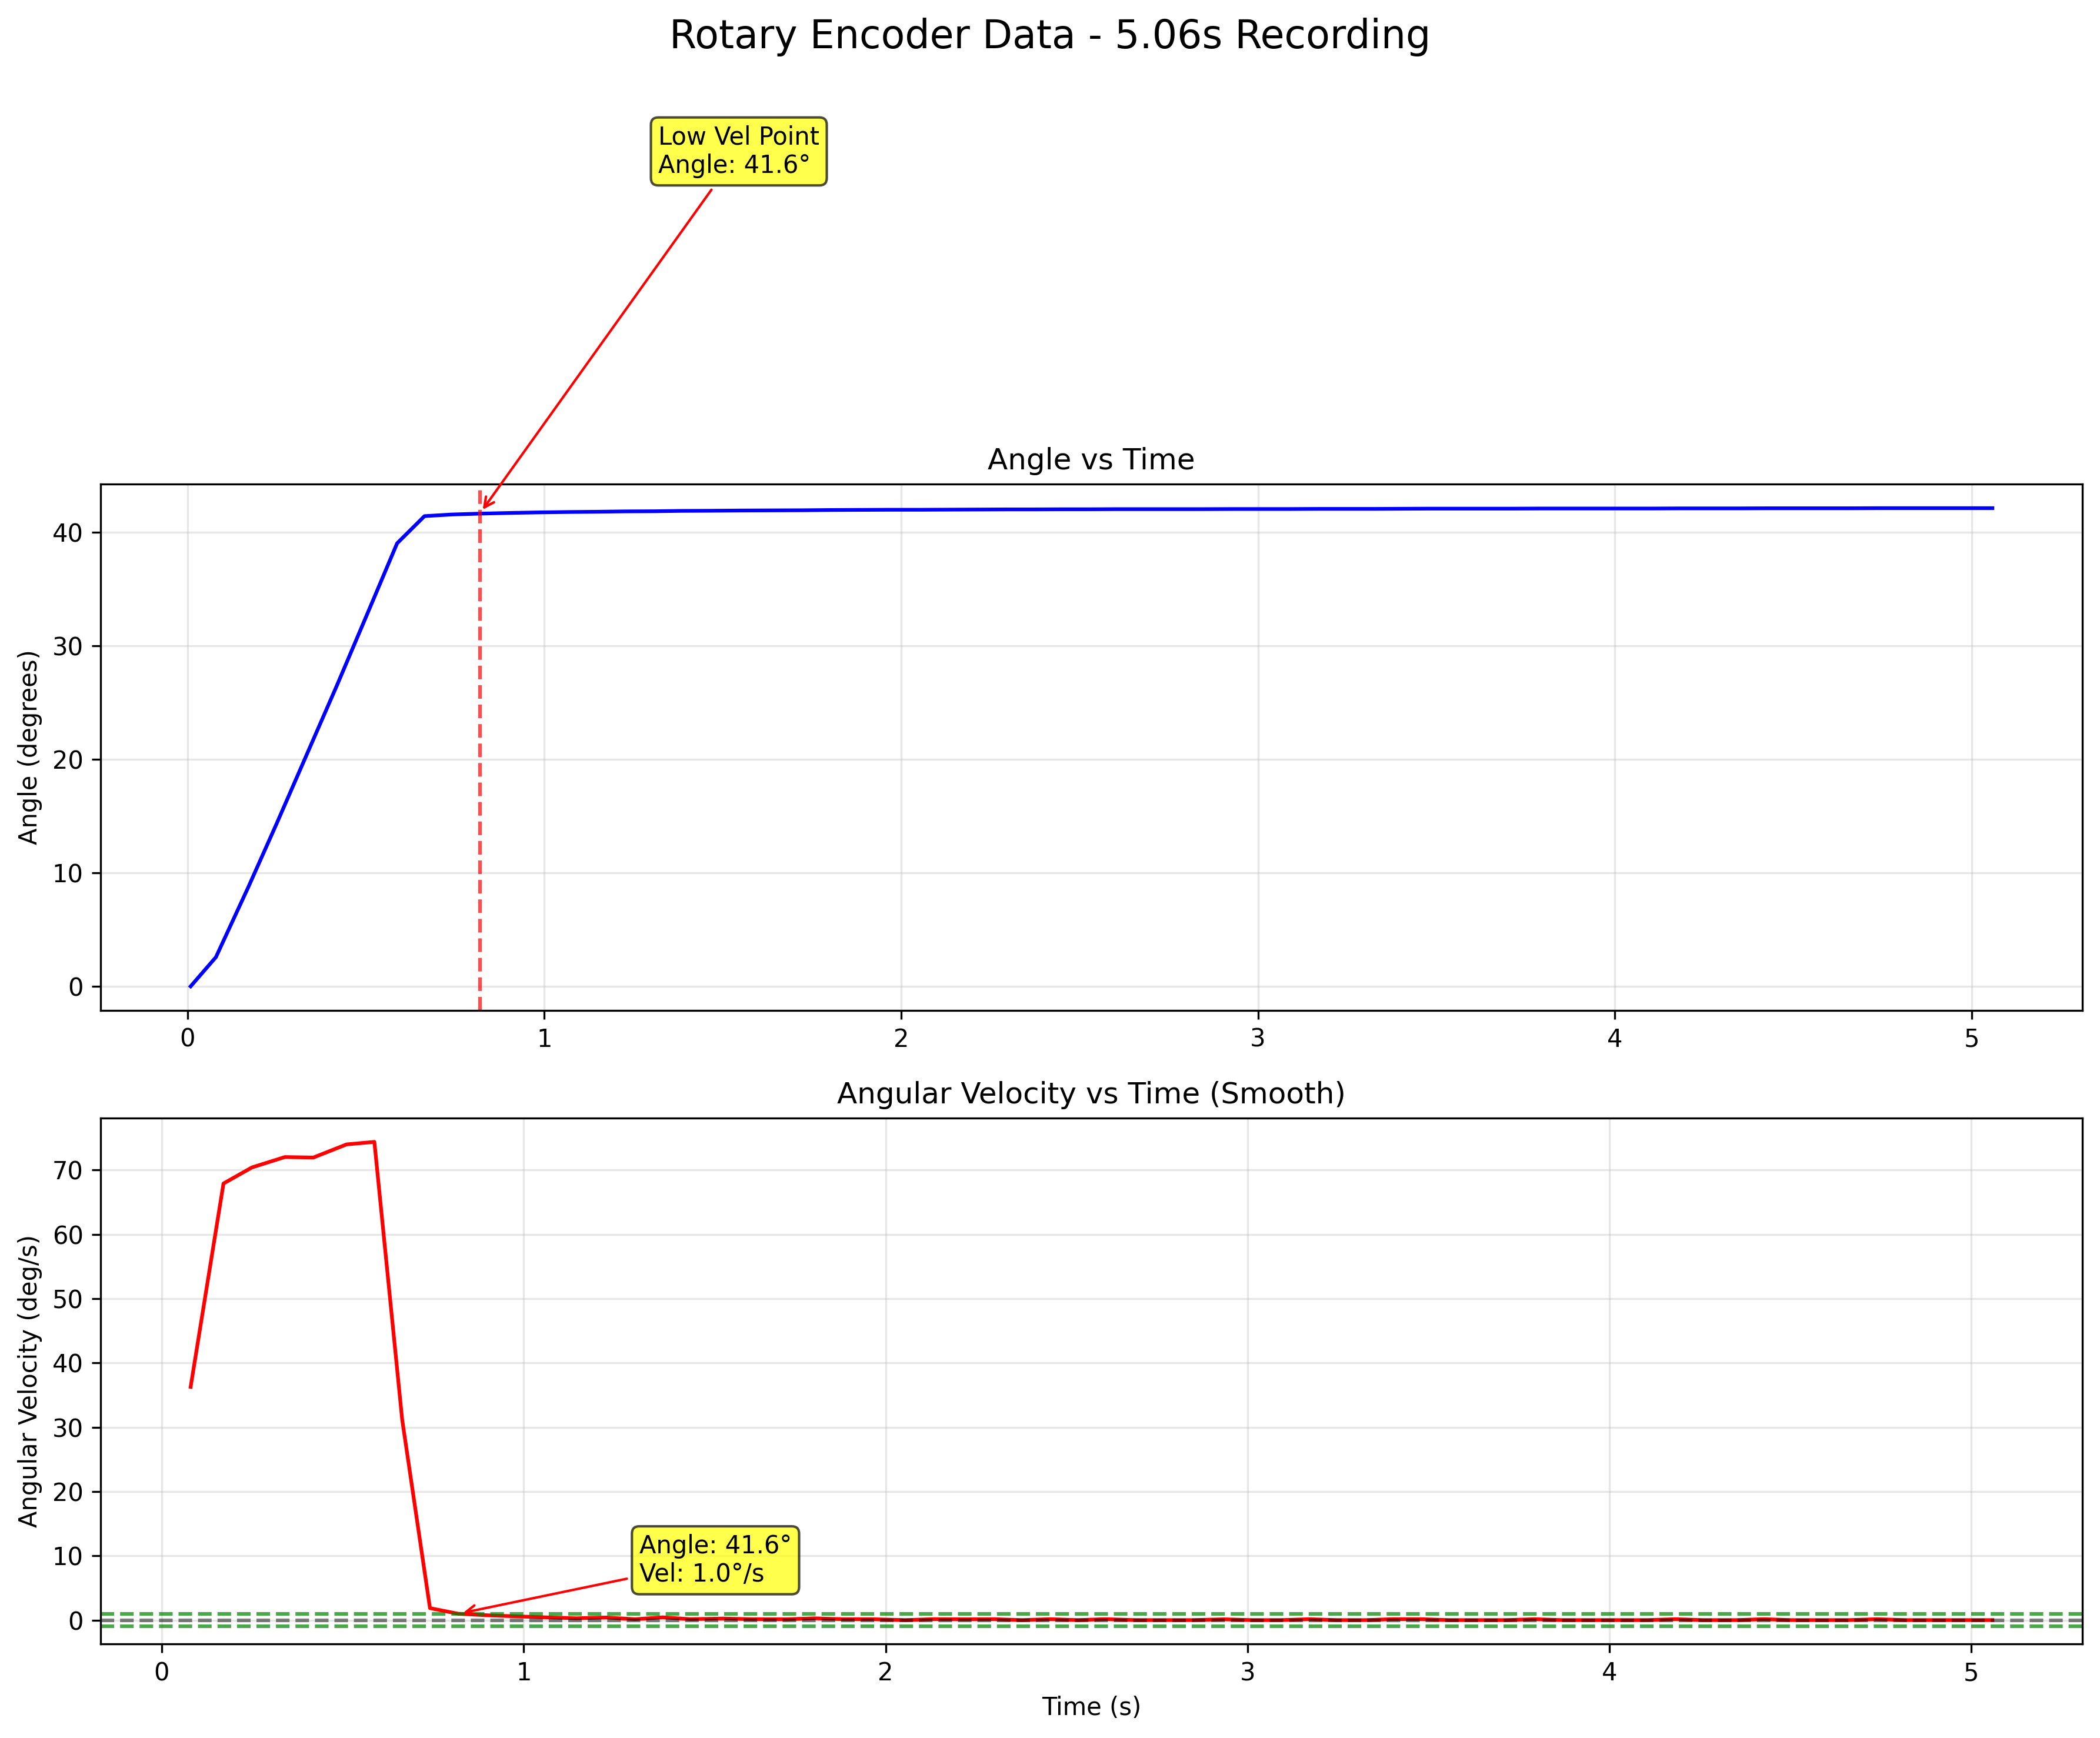 Rotary Encoder Data - 5.06s Recording
Low Vel Point
Angle: 41.6°
Angle vs Time
Angle (degrees)
40
30
20
10
0
0 1 2 3 4 5
Angular Velocity vs Time (Smooth)
Angular Velocity (deg/s)
70
60
50
40
30
20
10
0
Angle: 41.6°
Vel: 1.0°/s
0 1 2 3 4 5
Time (s)